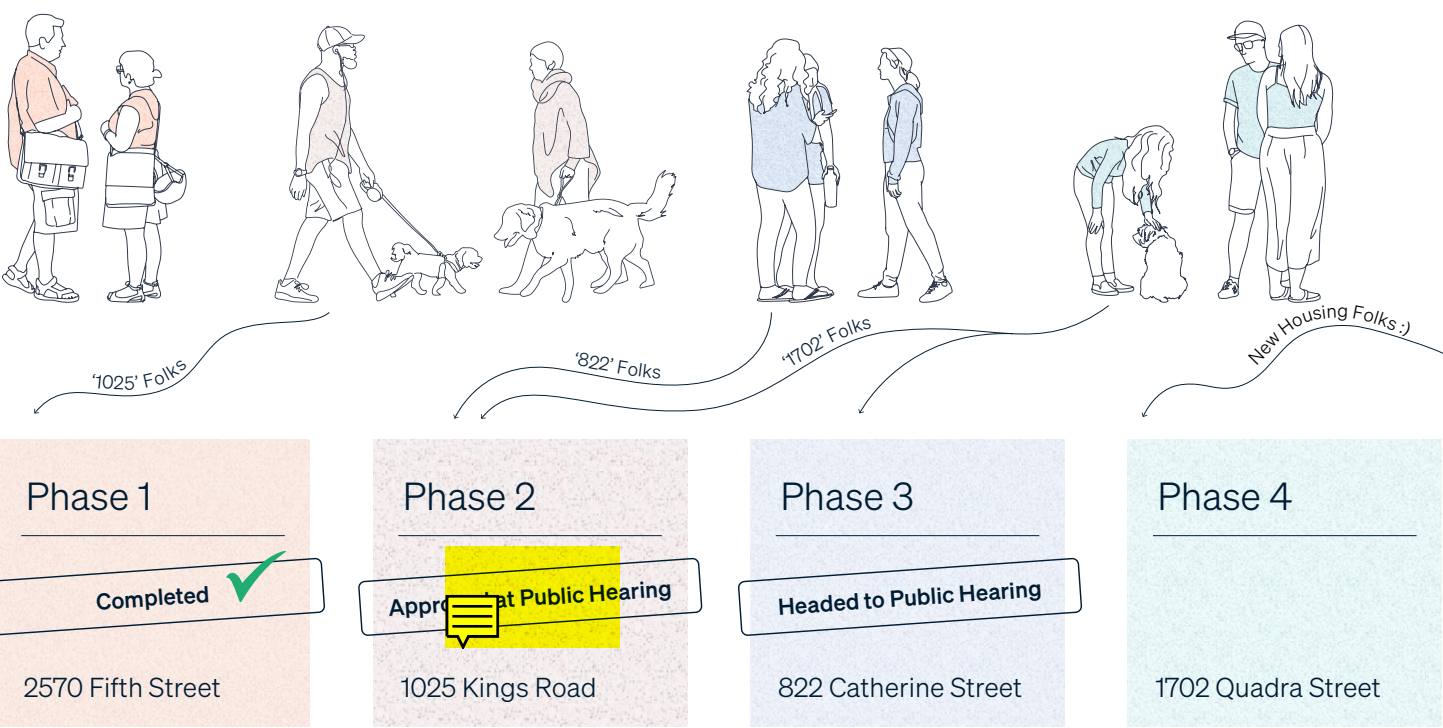 '1025' Folks
'822' Folks
'1702' Folks
New Housing Folks :)
Phase 1
Completed
2570 Fifth Street
Phase 2
at Public Hearing
1025 Kings Road
Phase 3
Headed to Public Hearing
822 Catherine Street
Phase 4
1702 Quadra Street